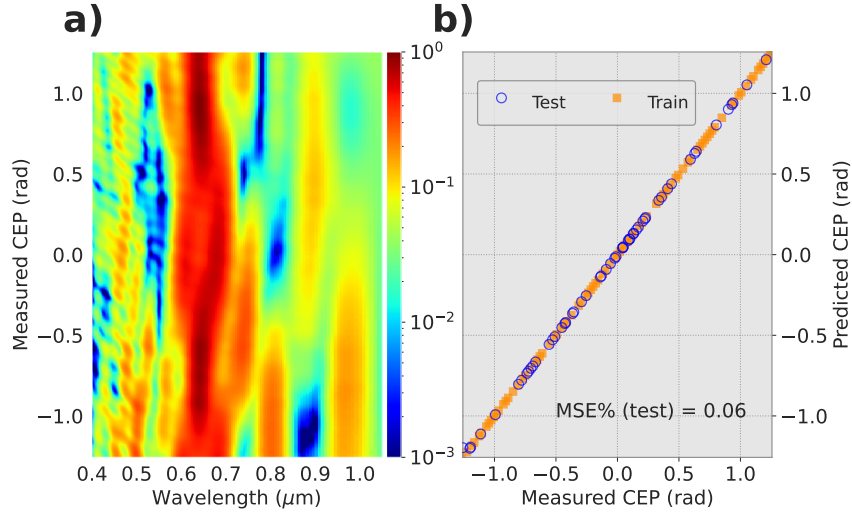 a)
b)
Measured CEP (rad)
1.0
0.5
0.0
−0.5
−1.0
0.4
0.5
0.6
0.7
0.8
0.9
1.0
Wavelength (μm)
10⁰
10⁻¹
10⁻²
10⁻³
Test
Train
MSE% (test) = 0.06
−1.0
−0.5
0.0
0.5
1.0
Measured CEP (rad)
1.0
0.5
0.0
−0.5
−1.0
Predicted CEP (rad)